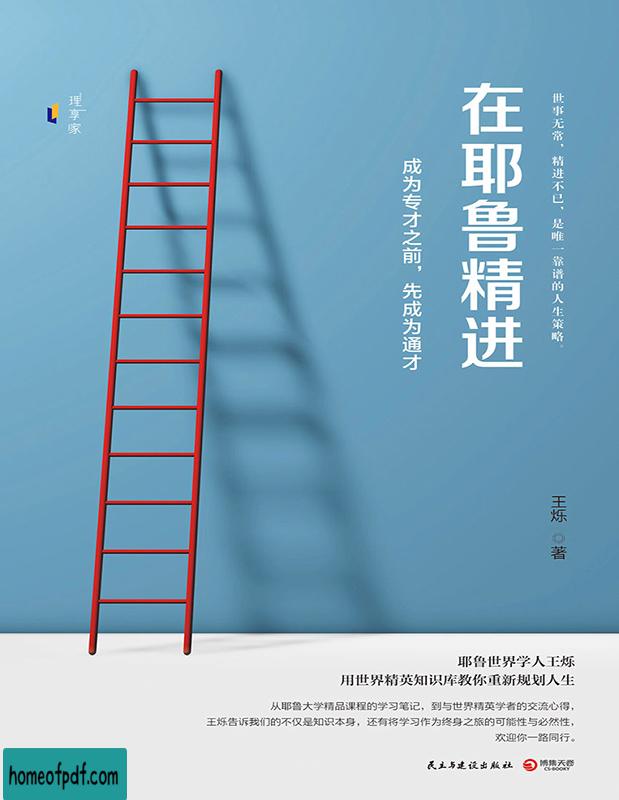 理享家
世事无常，精进不已，是唯一靠谱的人生策略。
在耶鲁精进
成为专才之前，先成为通才
王烁 ◎ 著
耶鲁世界学人王烁
用世界精英知识库教你重新规划人生
从耶鲁大学精品课程的学习笔记，到与世界精英学者的交流心得，
王烁告诉我们的不仅是知识本身，还有将学习作为终身之旅的可能性与必然性，
欢迎你一路同行。
民主与建设出版社
博集天卷
CS-BOOKY
homeofpdf.com